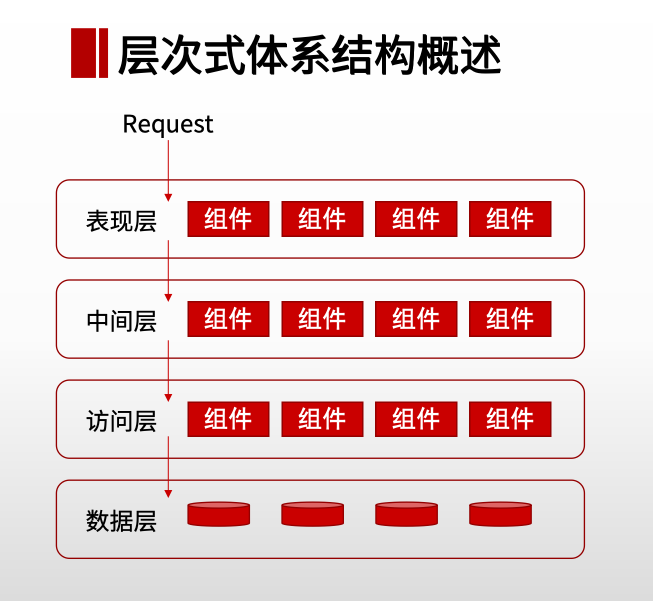 层次式体系结构概述
Request
表现层 组件 组件 组件 组件
中间层 组件 组件 组件 组件
访问层 组件 组件 组件 组件
数据层